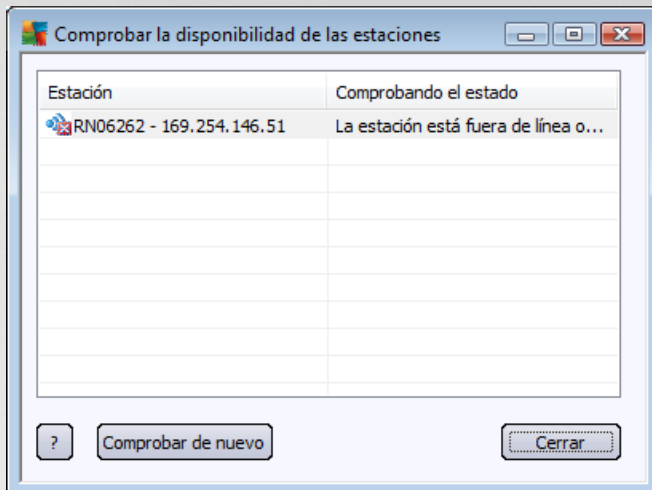 Comprobar la disponibilidad de las estaciones
Estación Comprobando el estado
RN06262 - 169.254.146.51 La estación está fuera de línea o...
? Comprobar de nuevo Cerrar